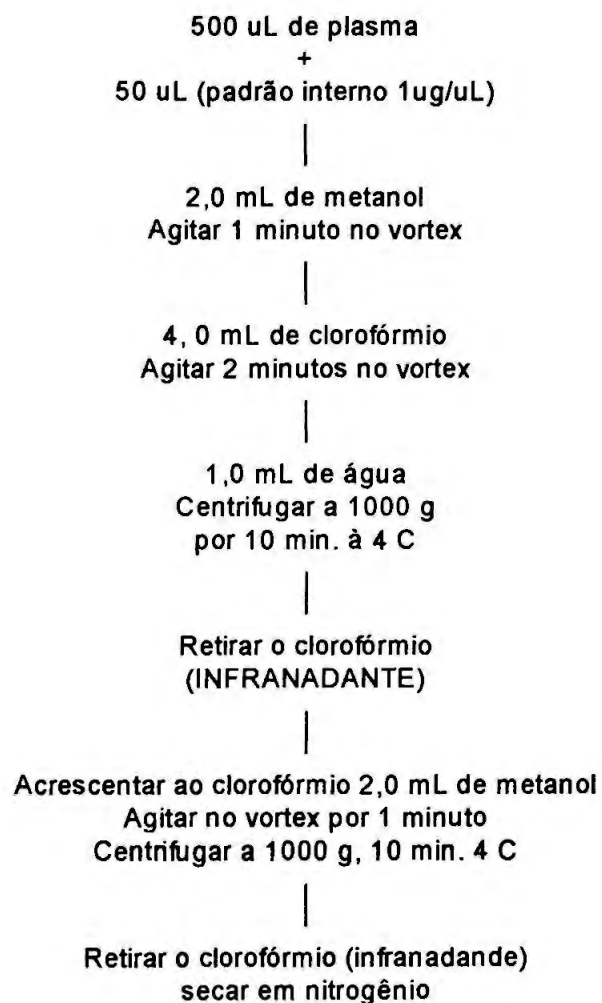 500 uL de plasma
+
50 uL (padrão interno 1ug/uL)
2,0 mL de metanol
Agitar 1 minuto no vortex
4, 0 mL de clorofórmio
Agitar 2 minutos no vortex
1,0 mL de água
Centrifugar a 1000 g
por 10 min. à 4 C
Retirar o clorofórmio
(INFRANADANTE)
Acrescentar ao clorofórmio 2,0 mL de metanol
Agitar no vortex por 1 minuto
Centrifugar a 1000 g, 10 min. 4 C
Retirar o clorofórmio (infranadande)
secar em nitrogênio